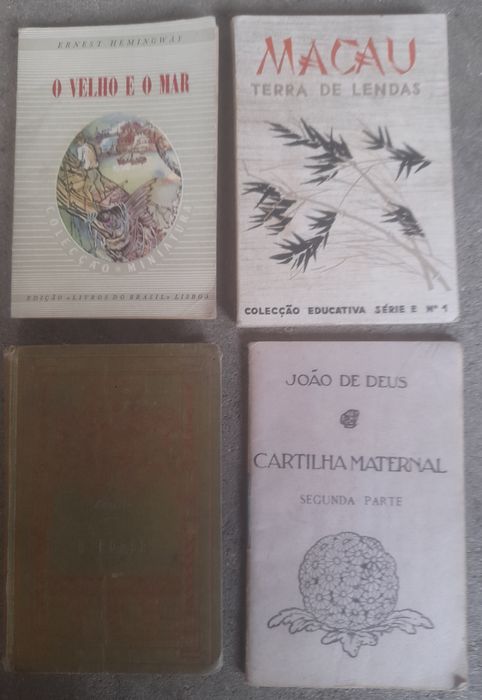 ERNEST HEMINGWAY
O VELHO E O MAR
COLECÇÃO * MINIATURA
EDIÇÃO «LIVROS DO BRASIL» LISBOA
MACAU
TERRA DE LENDAS
COLECÇÃO EDUCATIVA SÉRIE E Nº 1
JOÃO DE DEUS
CARTILHA MATERNAL
SEGUNDA PARTE